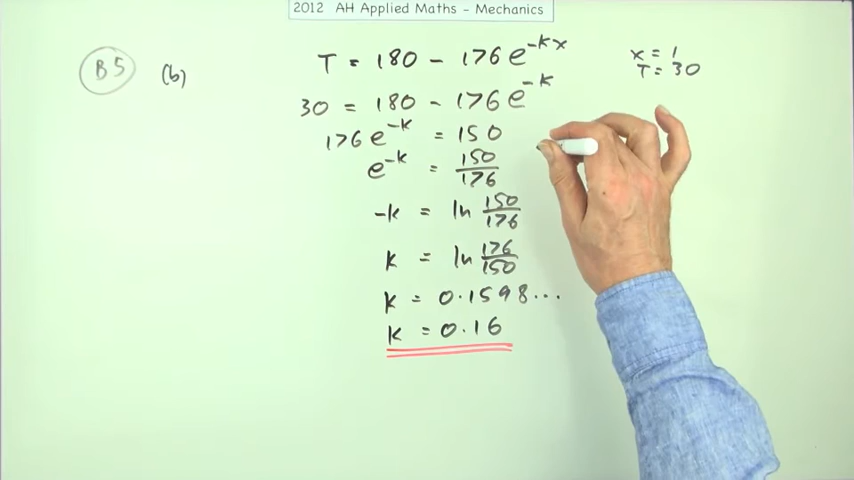 2012 AH Applied Maths - Mechanics
B5 (b)
T = 180 - 176e^{-kx}
x = 1
T = 30
30 = 180 - 176e^{-k}
176e^{-k} = 150
e^{-k} = 150/176
-k = ln 150/176
k = ln 176/150
k = 0.1598...
k = 0.16